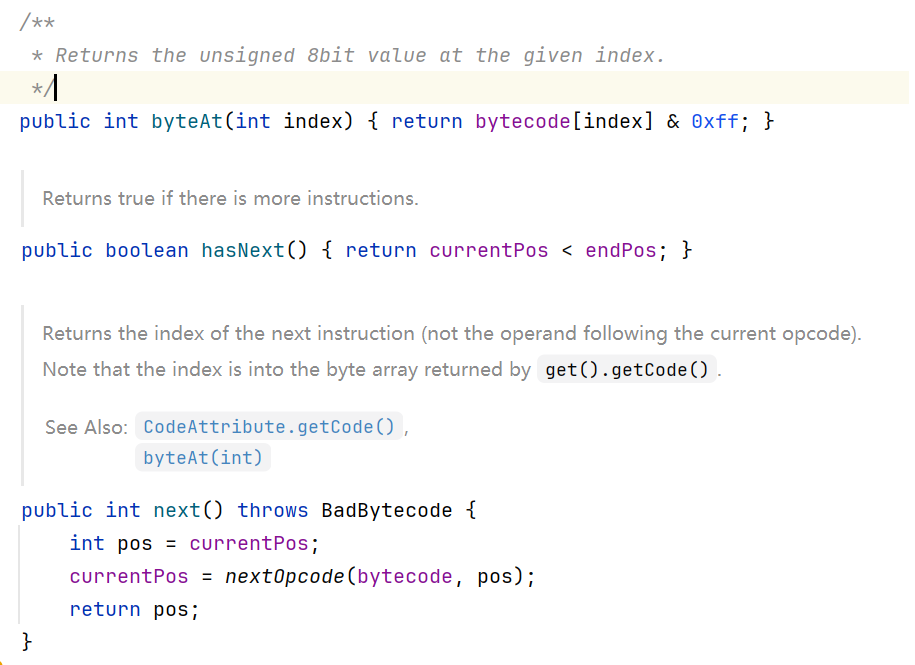 /**
 * Returns the unsigned 8bit value at the given index.
 */
public int byteAt(int index) { return bytecode[index] & 0xff; }
Returns true if there is more instructions.
public boolean hasNext() { return currentPos < endPos; }
Returns the index of the next instruction (not the operand following the current opcode).
Note that the index is into the byte array returned by get().getCode().
See Also: CodeAttribute.getCode(),
byteAt(int)
public int next() throws BadBytecode {
    int pos = currentPos;
    currentPos = nextOpcode(bytecode, pos);
    return pos;
}